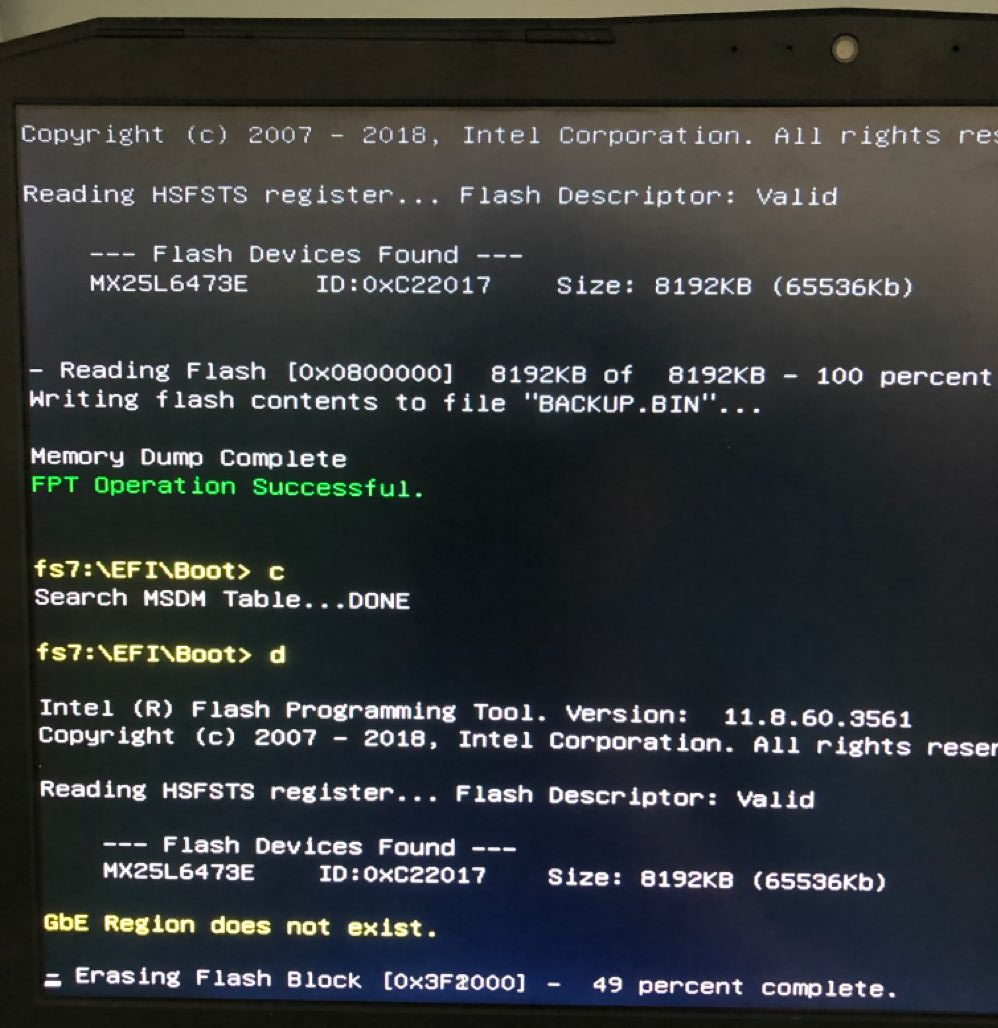 Copyright (c) 2007 - 2018, Intel Corporation. All rights res
Reading HSFSTS register... Flash Descriptor: Valid
--- Flash Devices Found ---
MX25L6473E ID:0xC22017 Size: 8192KB (65536Kb)
- Reading Flash [0x0800000] 8192KB of 8192KB - 100 percent
Writing flash contents to file "BACKUP.BIN"...
Memory Dump Complete
FPT Operation Successful.
fs7:\EFI\Boot> c
Search MSDM Table...DONE
fs7:\EFI\Boot> d
Intel (R) Flash Programming Tool. Version: 11.8.60.3561
Copyright (c) 2007 - 2018, Intel Corporation. All rights reser
Reading HSFSTS register... Flash Descriptor: Valid
--- Flash Devices Found ---
MX25L6473E ID:0xC22017 Size: 8192KB (65536Kb)
GbE Region does not exist.
- Erasing Flash Block [0x3F2000] - 49 percent complete.